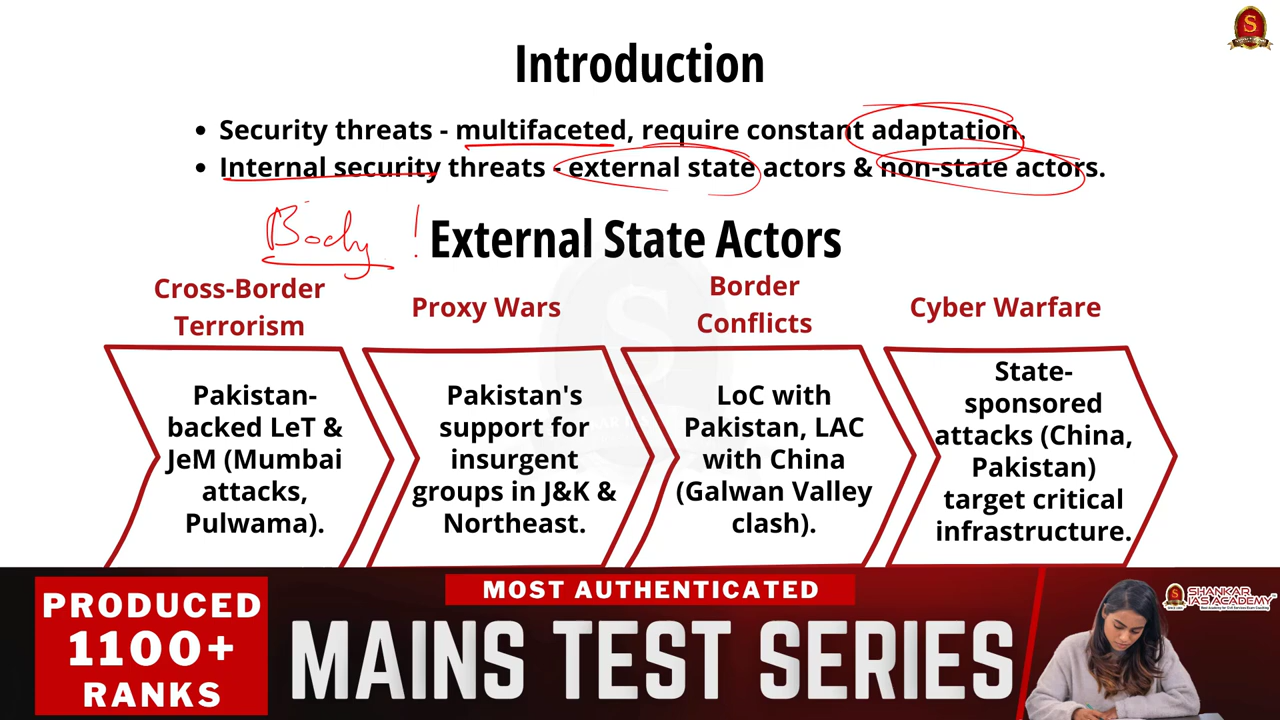 Introduction
• Security threats - multifaceted, require constant adaptation.
• Internal security threats - external state actors & non-state actors.
Body !
External State Actors
Cross-Border
Terrorism
Pakistan-
backed LeT &
JeM (Mumbai
attacks,
Pulwama).
Proxy Wars
Pakistan's
support for
insurgent
groups in J&K &
Northeast.
Border
Conflicts
LoC with
Pakistan, LAC
with China
(Galwan Valley
clash).
Cyber Warfare
State-
sponsored
attacks (China,
Pakistan)
target critical
infrastructure.
PRODUCED
1100+
RANKS
MOST AUTHENTICATED
MAINS TEST SERIES
SHANKAR
IAS ACADEMY